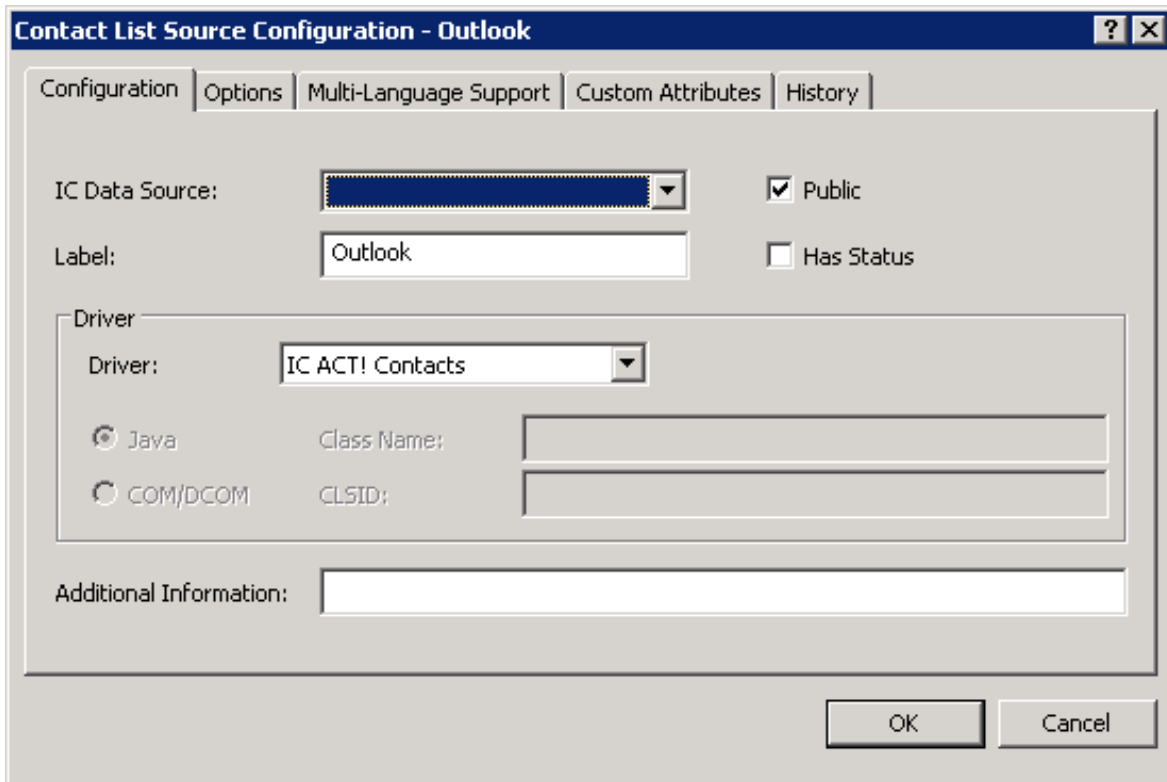 Contact List Source Configuration - Outlook
Configuration Options Multi-Language Support Custom Attributes History
IC Data Source: Public
Label: Outlook Has Status
Driver
Driver: IC ACT! Contacts
Java Class Name:
COM/DCOM CLSID:
Additional Information:
OK Cancel